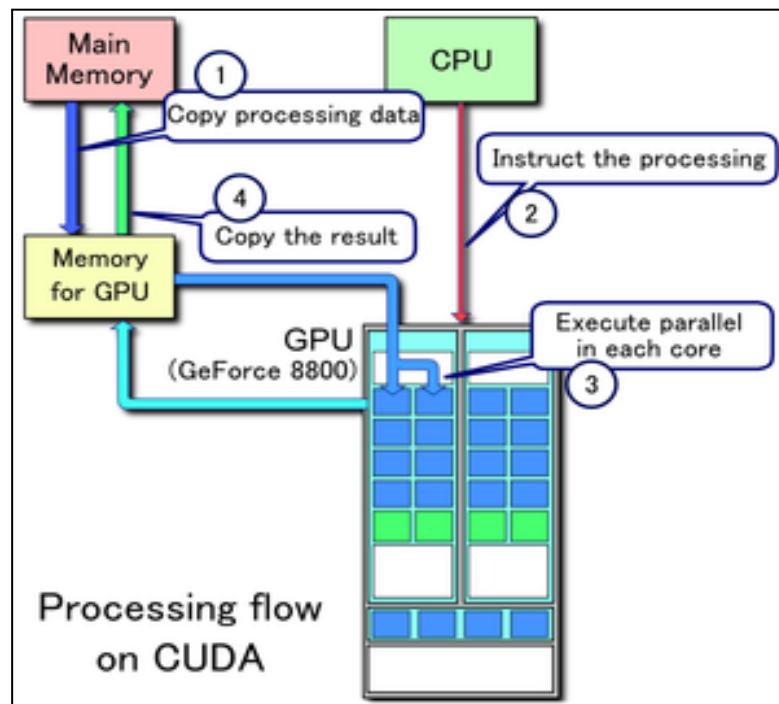 Main
Memory
CPU
1
Copy processing data
Instruct the processing
2
4
Copy the result
Memory
for GPU
GPU
(GeForce 8800)
Execute parallel
in each core
3
Processing flow
on CUDA